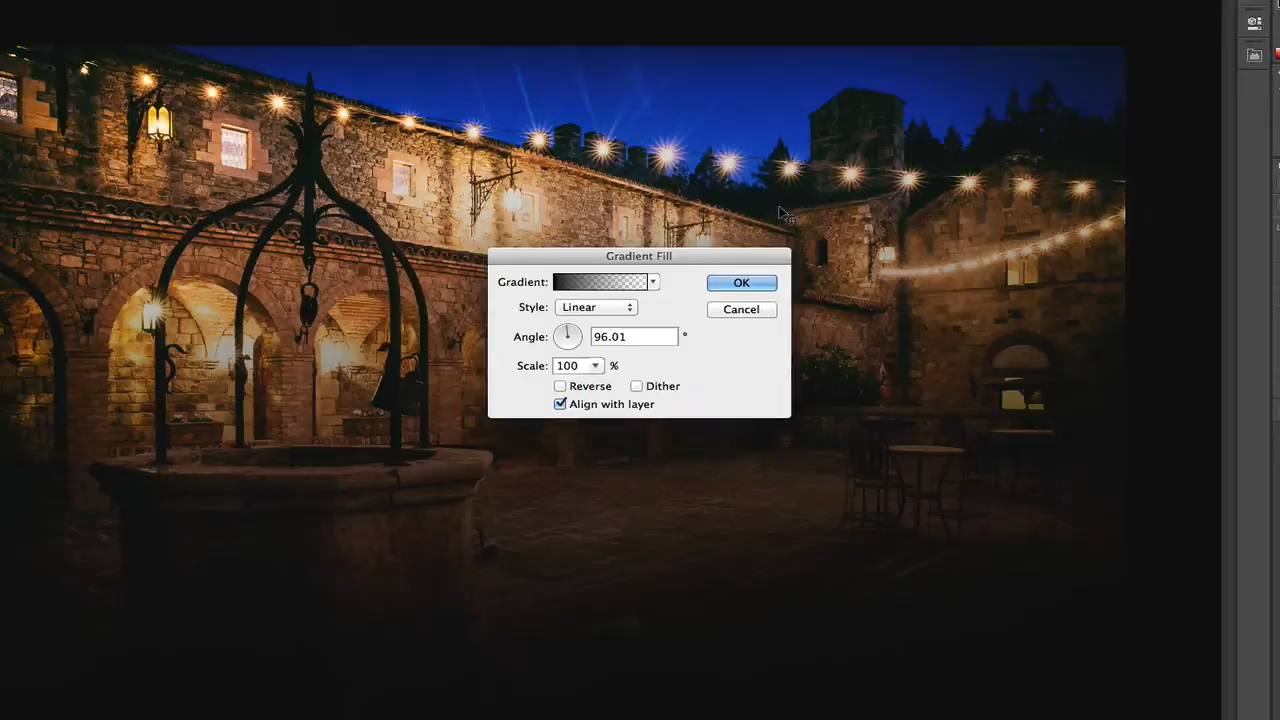 Gradient Fill
Gradient:
OK
Style: Linear
Cancel
Angle: 96.01 °
Scale: 100 %
Reverse Dither
Align with layer